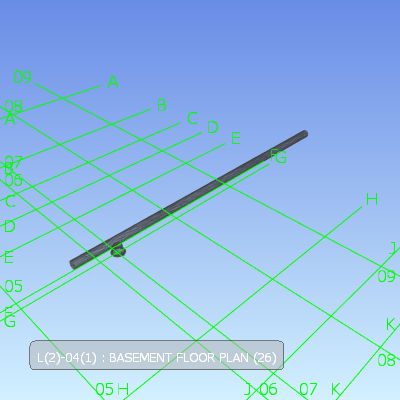 09
A
08
A
B
C
D
E
G
07
06
C
D
H
E
J
09
05
G
K
L(2)-04(1) : BASEMENT FLOOR PLAN (26)
08
05 H
J 06 07 K